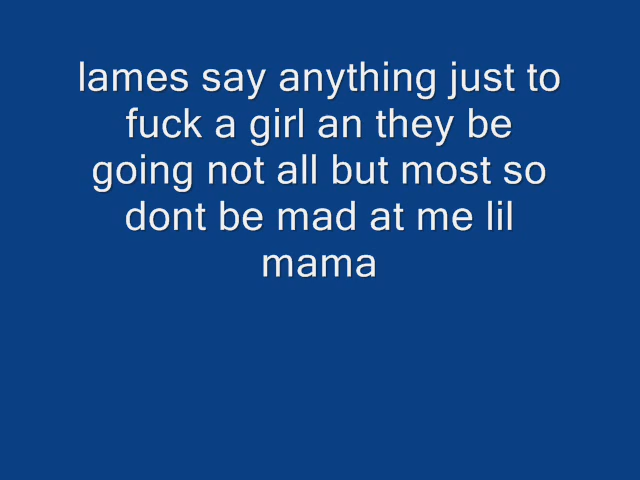 lames say anything just to
fuck a girl an they be
going not all but most so
dont be mad at me lil
mama